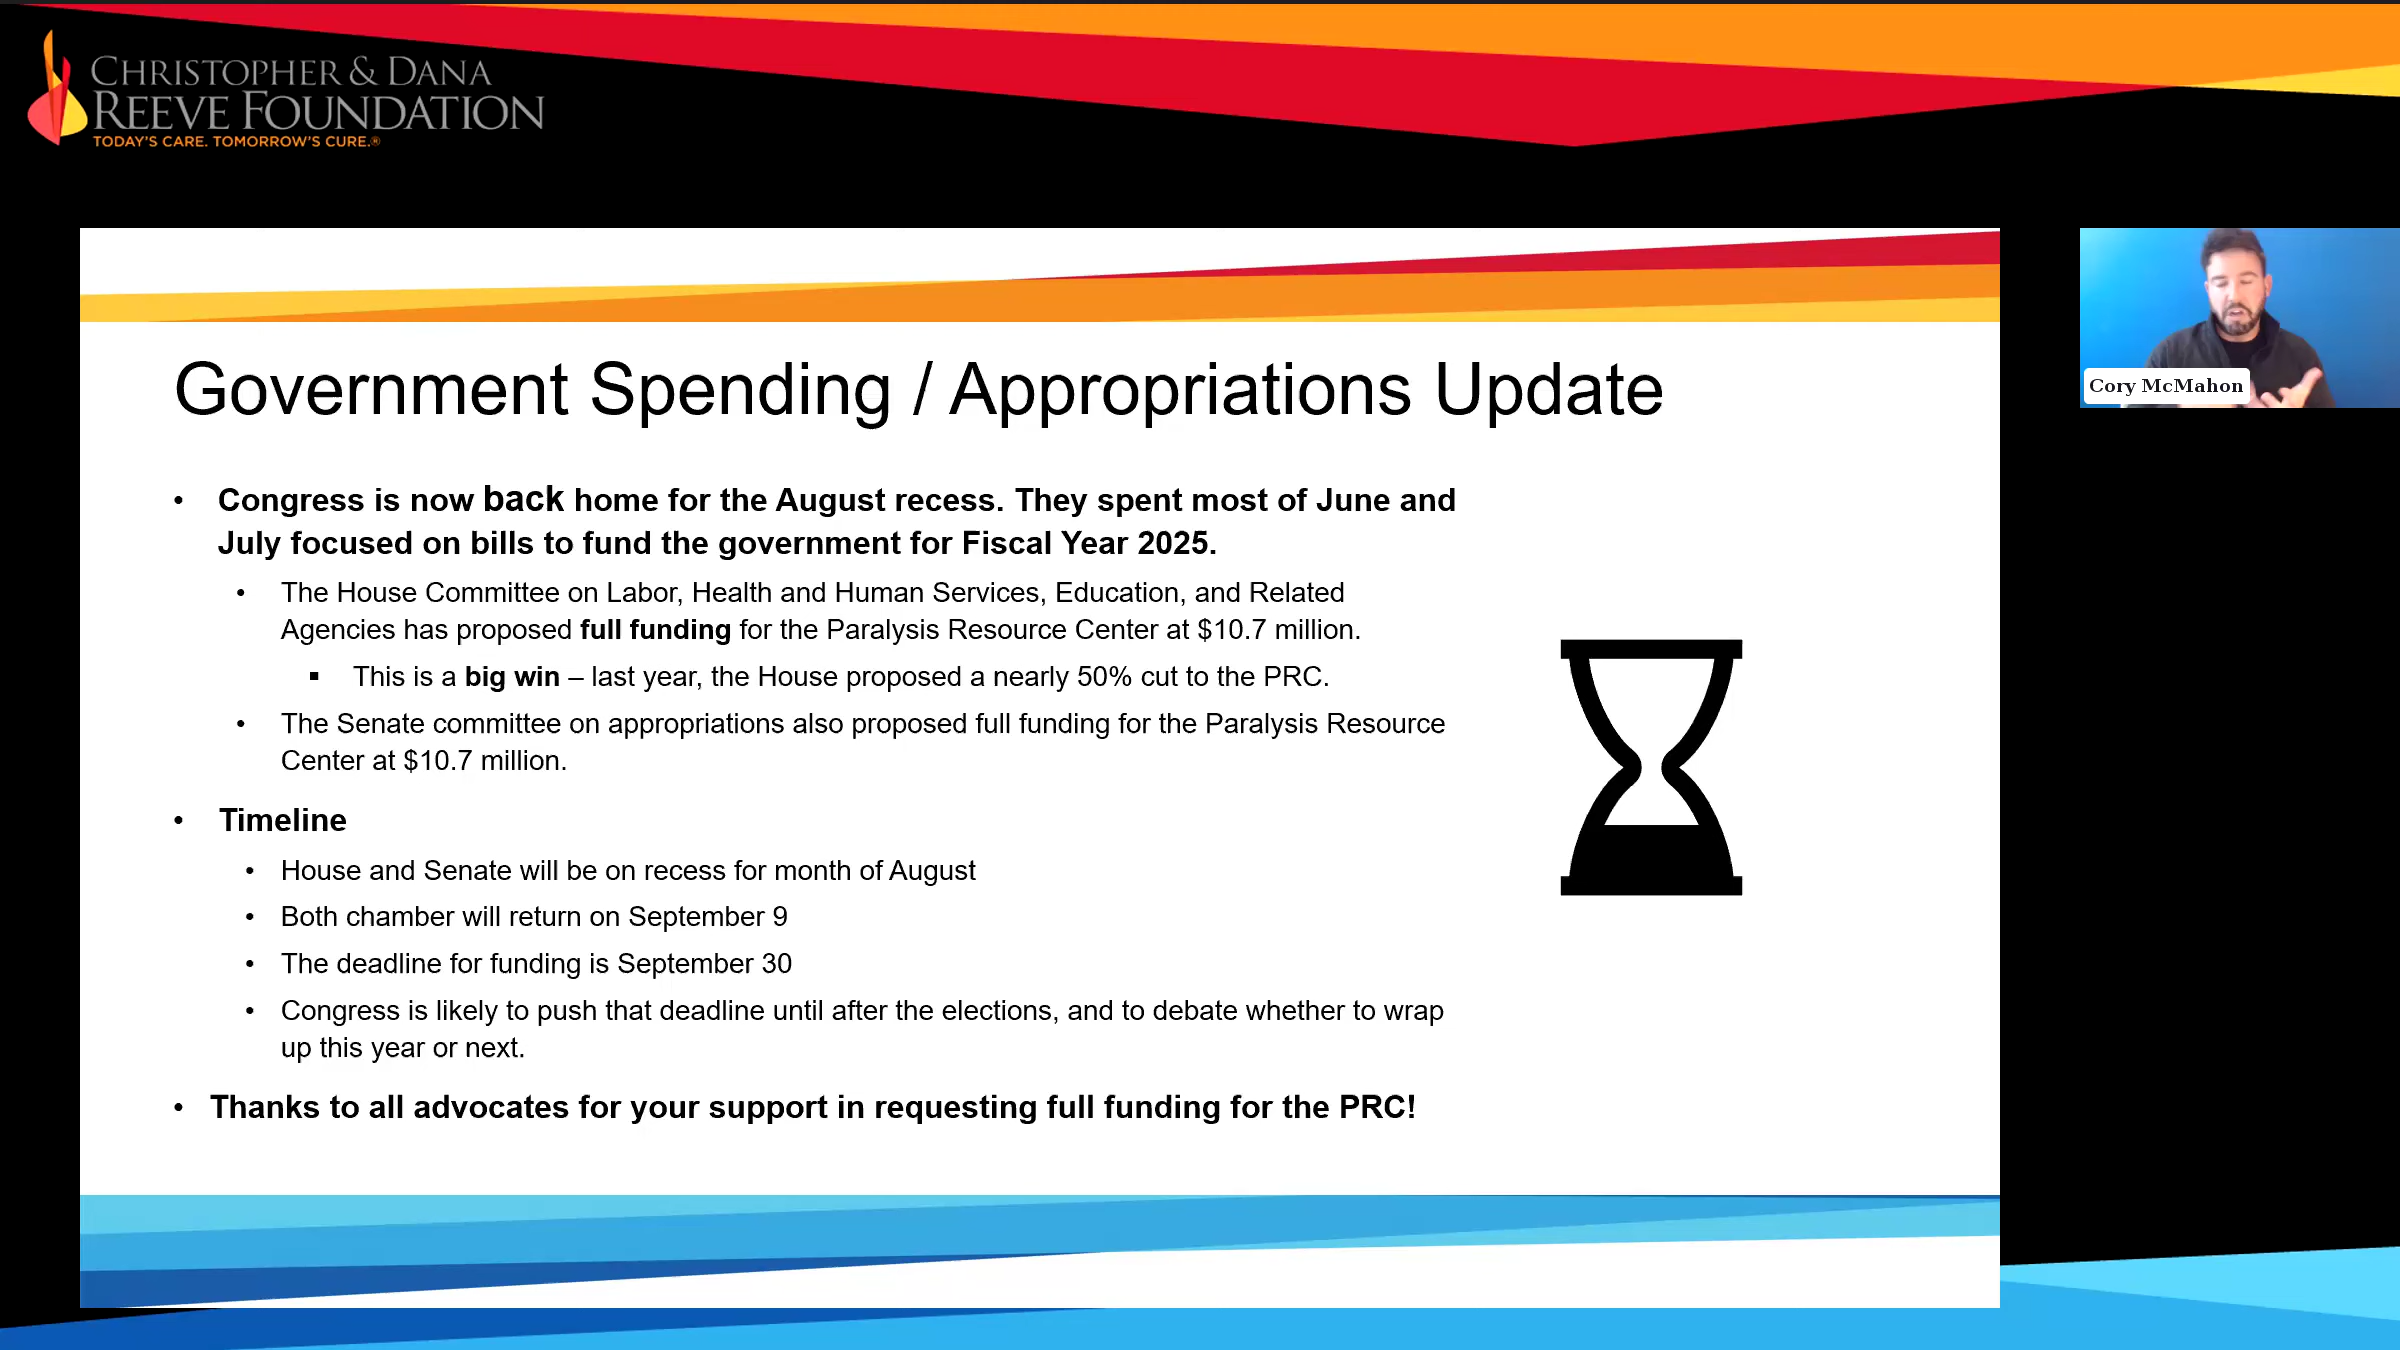 CHRISTOPHER & DANA
REEVE FOUNDATION
TODAY'S CARE. TOMORROW'S CURE.®
Government Spending / Appropriations Update
• Congress is now back home for the August recess. They spent most of June and
July focused on bills to fund the government for Fiscal Year 2025.
• The House Committee on Labor, Health and Human Services, Education, and Related
Agencies has proposed full funding for the Paralysis Resource Center at $10.7 million.
▪ This is a big win – last year, the House proposed a nearly 50% cut to the PRC.
• The Senate committee on appropriations also proposed full funding for the Paralysis Resource
Center at $10.7 million.
• Timeline
• House and Senate will be on recess for month of August
• Both chamber will return on September 9
• The deadline for funding is September 30
• Congress is likely to push that deadline until after the elections, and to debate whether to wrap
up this year or next.
• Thanks to all advocates for your support in requesting full funding for the PRC!
Cory McMahon